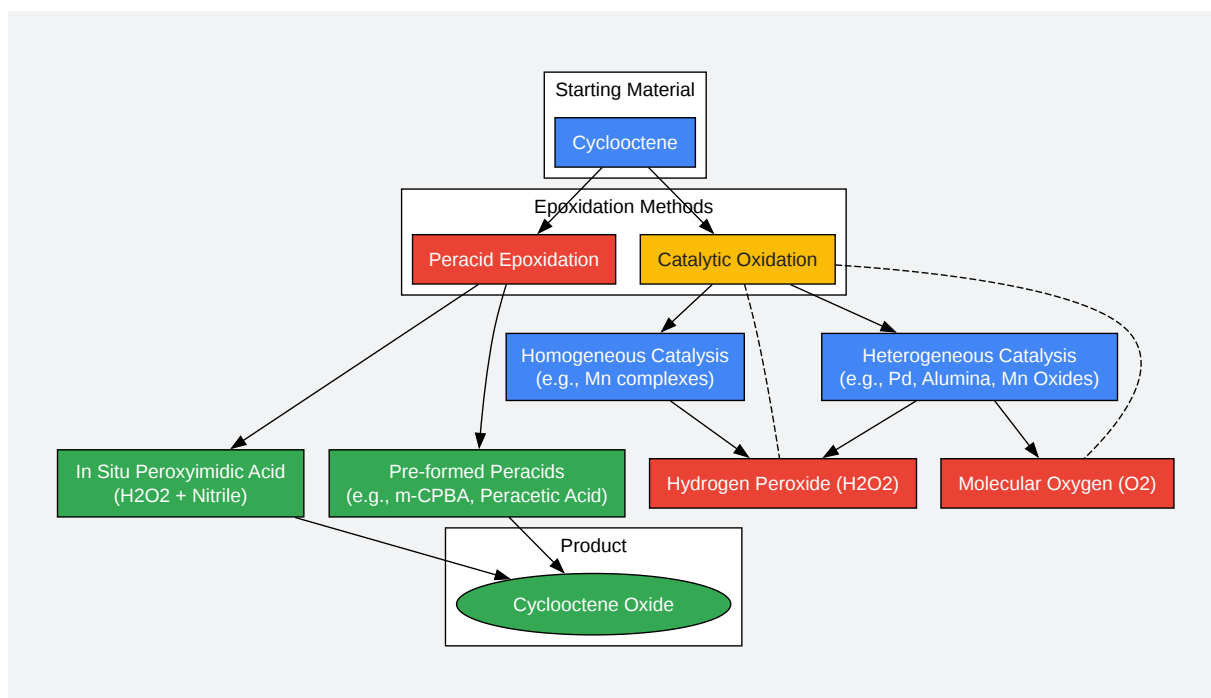 Starting Material
Cyclooctene
Epoxidation Methods
Peracid Epoxidation
Catalytic Oxidation
Homogeneous Catalysis
(e.g., Mn complexes)
Heterogeneous Catalysis
(e.g., Pd, Alumina, Mn Oxides)
In Situ Peroxyimidic Acid
(H2O2 + Nitrile)
Pre-formed Peracids
(e.g., m-CPBA, Peracetic Acid)
Hydrogen Peroxide (H2O2)
Molecular Oxygen (O2)
Product
Cyclooctene Oxide